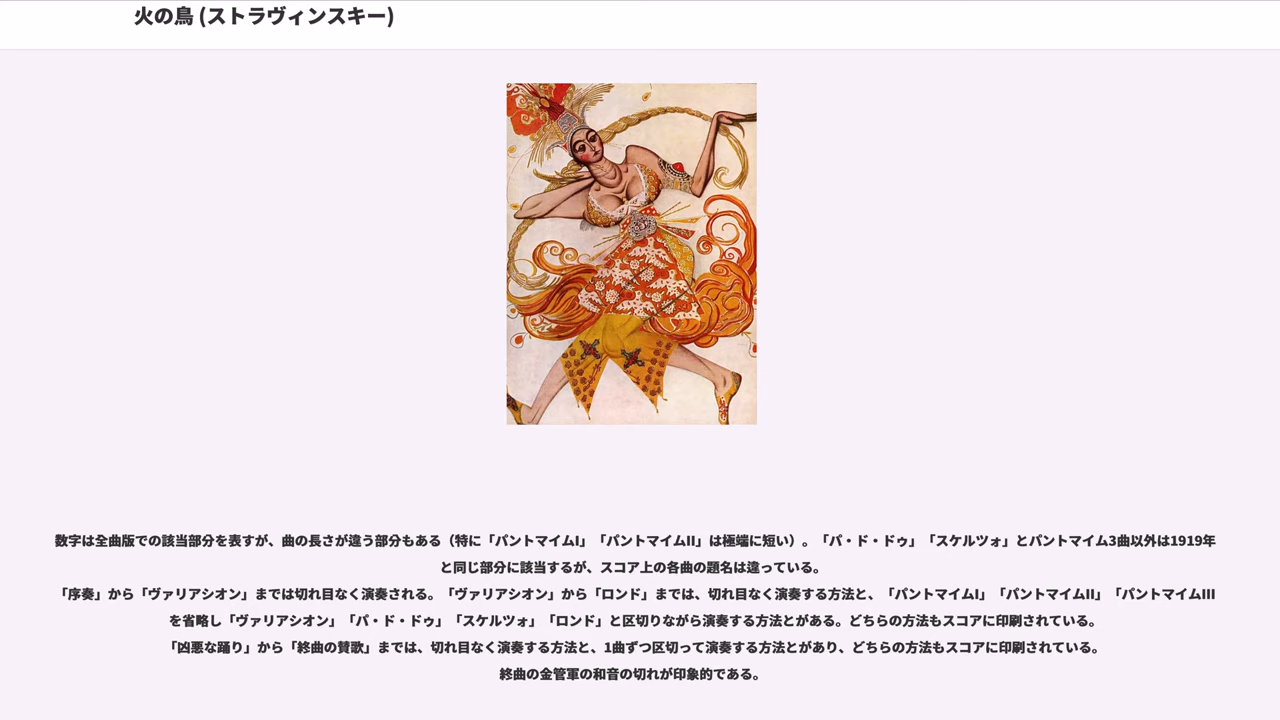 火の鳥 (ストラヴィンスキー)
数字は全曲版での該当部分を表すが、曲の長さが違う部分もある（特に「パントマイムI」「パントマイムII」は極端に短い）。「パ・ド・ドゥ」「スケルツォ」とパントマイム3曲以外は1919年
と同じ部分に該当するが、スコア上の各曲の題名は違っている。
「序奏」から「ヴァリアシオン」までは切れ目なく演奏される。「ヴァリアシオン」から「ロンド」までは、切れ目なく演奏する方法と、「パントマイムI」「パントマイムII」「パントマイムIII
を省略し「ヴァリアシオン」「パ・ド・ドゥ」「スケルツォ」「ロンド」と区切りながら演奏する方法とがある。どちらの方法もスコアに印刷されている。
「凶悪な踊り」から「終曲の賛歌」までは、切れ目なく演奏する方法と、1曲ずつ区切って演奏する方法とがあり、どちらの方法もスコアに印刷されている。
終曲の金管軍の和音の切れが印象的である。